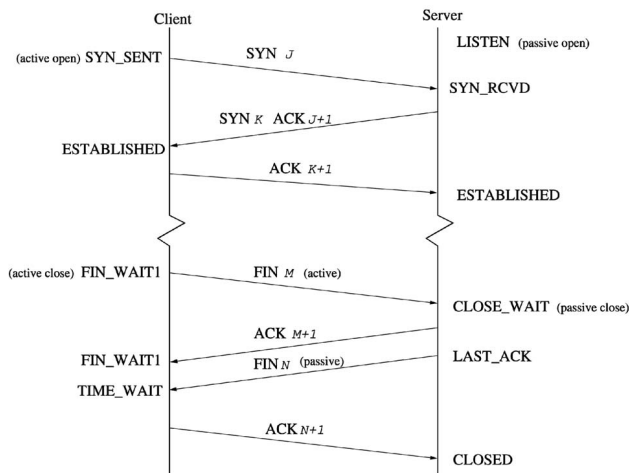 Client
Server
LISTEN (passive open)
(active open) SYN_SENT
SYN J
SYN_RCVD
SYN K ACK J+1
ESTABLISHED
ACK K+1
ESTABLISHED
(active close) FIN_WAIT1
FIN M (active)
CLOSE_WAIT (passive close)
ACK M+1
FIN_WAIT1
FIN N (passive)
LAST_ACK
TIME_WAIT
ACK N+1
CLOSED